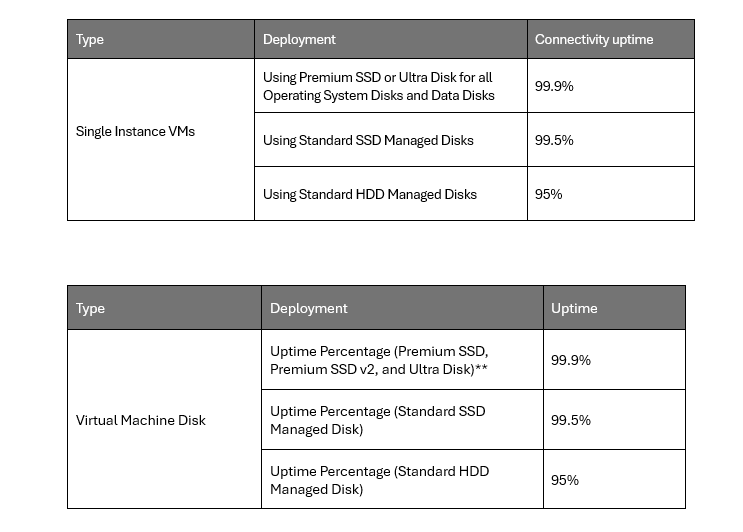 Type Deployment Connectivity uptime
Single Instance VMs
Using Premium SSD or Ultra Disk for all
Operating System Disks and Data Disks
99.9%
Using Standard SSD Managed Disks 99.5%
Using Standard HDD Managed Disks 95%
Type Deployment Uptime
Virtual Machine Disk
Uptime Percentage (Premium SSD,
Premium SSD v2, and Ultra Disk)**
99.9%
Uptime Percentage (Standard SSD
Managed Disk)
99.5%
Uptime Percentage (Standard HDD
Managed Disk)
95%